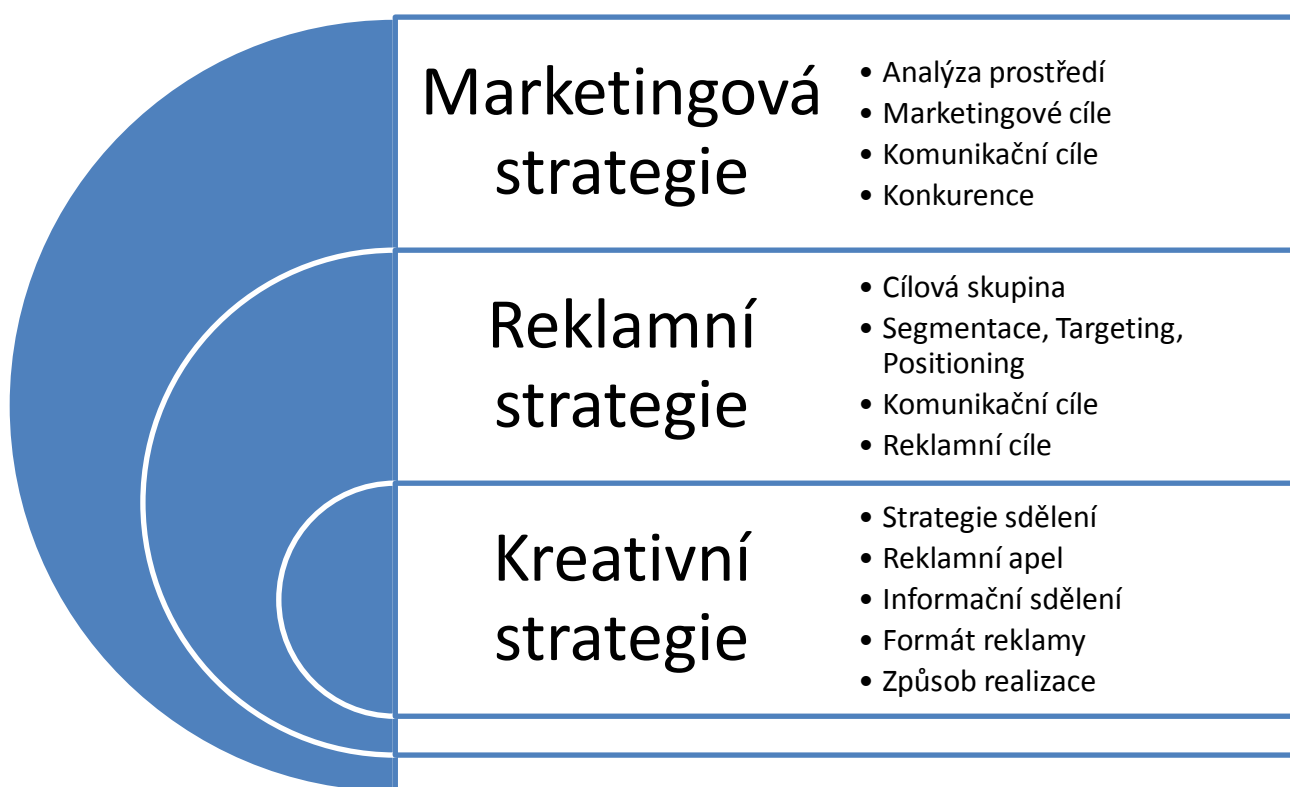 Marketingová
strategie
• Analýza prostředí
• Marketingové cíle
• Komunikační cíle
• Konkurence
Reklamní
strategie
• Cílová skupina
• Segmentace, Targeting,
Positioning
• Komunikační cíle
• Reklamní cíle
Kreativní
strategie
• Strategie sdělení
• Reklamní apel
• Informační sdělení
• Formát reklamy
• Způsob realizace